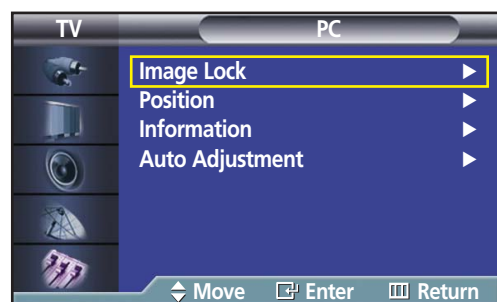 TV PC
Image Lock
Position
Information
Auto Adjustment
Move Enter Return